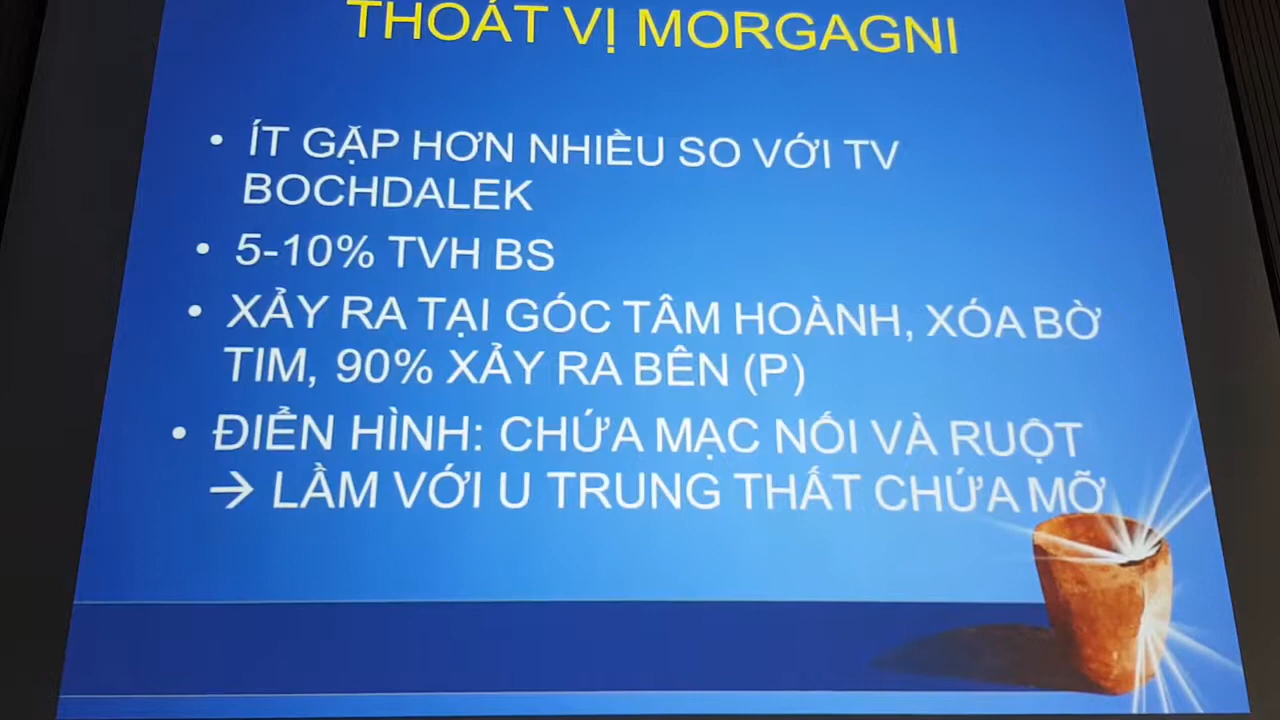 THOÁT VỊ MORGAGNI
• ÍT GẶP HƠN NHIỀU SO VỚI TV
BOCHDALEK
• 5-10% TVH BS
• XẢY RA TẠI GÓC TÂM HOÀNH, XÓA BỜ
TIM, 90% XẢY RA BÊN (P)
• ĐIỂN HÌNH: CHỨA MẠC NỐI VÀ RUỘT
→ LẦM VỚI U TRUNG THẤT CHỨA MỠ